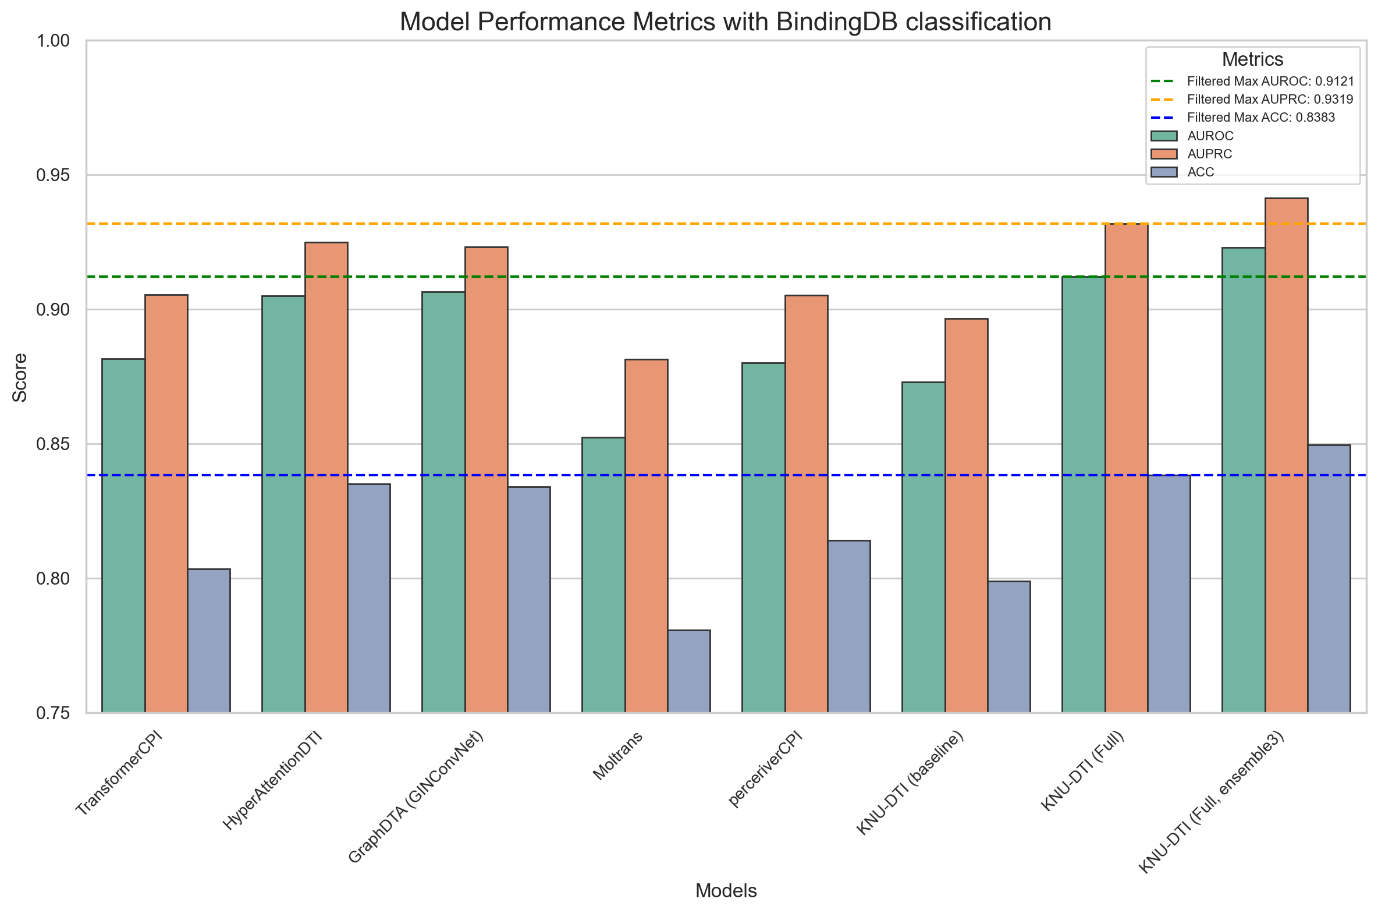 Model Performance Metrics with BindingDB classification
1.00
0.95
0.90
0.85
0.80
0.75
Score
Metrics
Filtered Max AUROC: 0.9121
Filtered Max AUPRC: 0.9319
Filtered Max ACC: 0.8383
AUROC
AUPRC
ACC
TransformerCPI
HyperAttentionDTI
GraphDTA (GINConvNet)
Moltrans
perceriverCPI
KNU-DTI (baseline)
KNU-DTI (Full)
KNU-DTI (Full, ensemble3)
Models